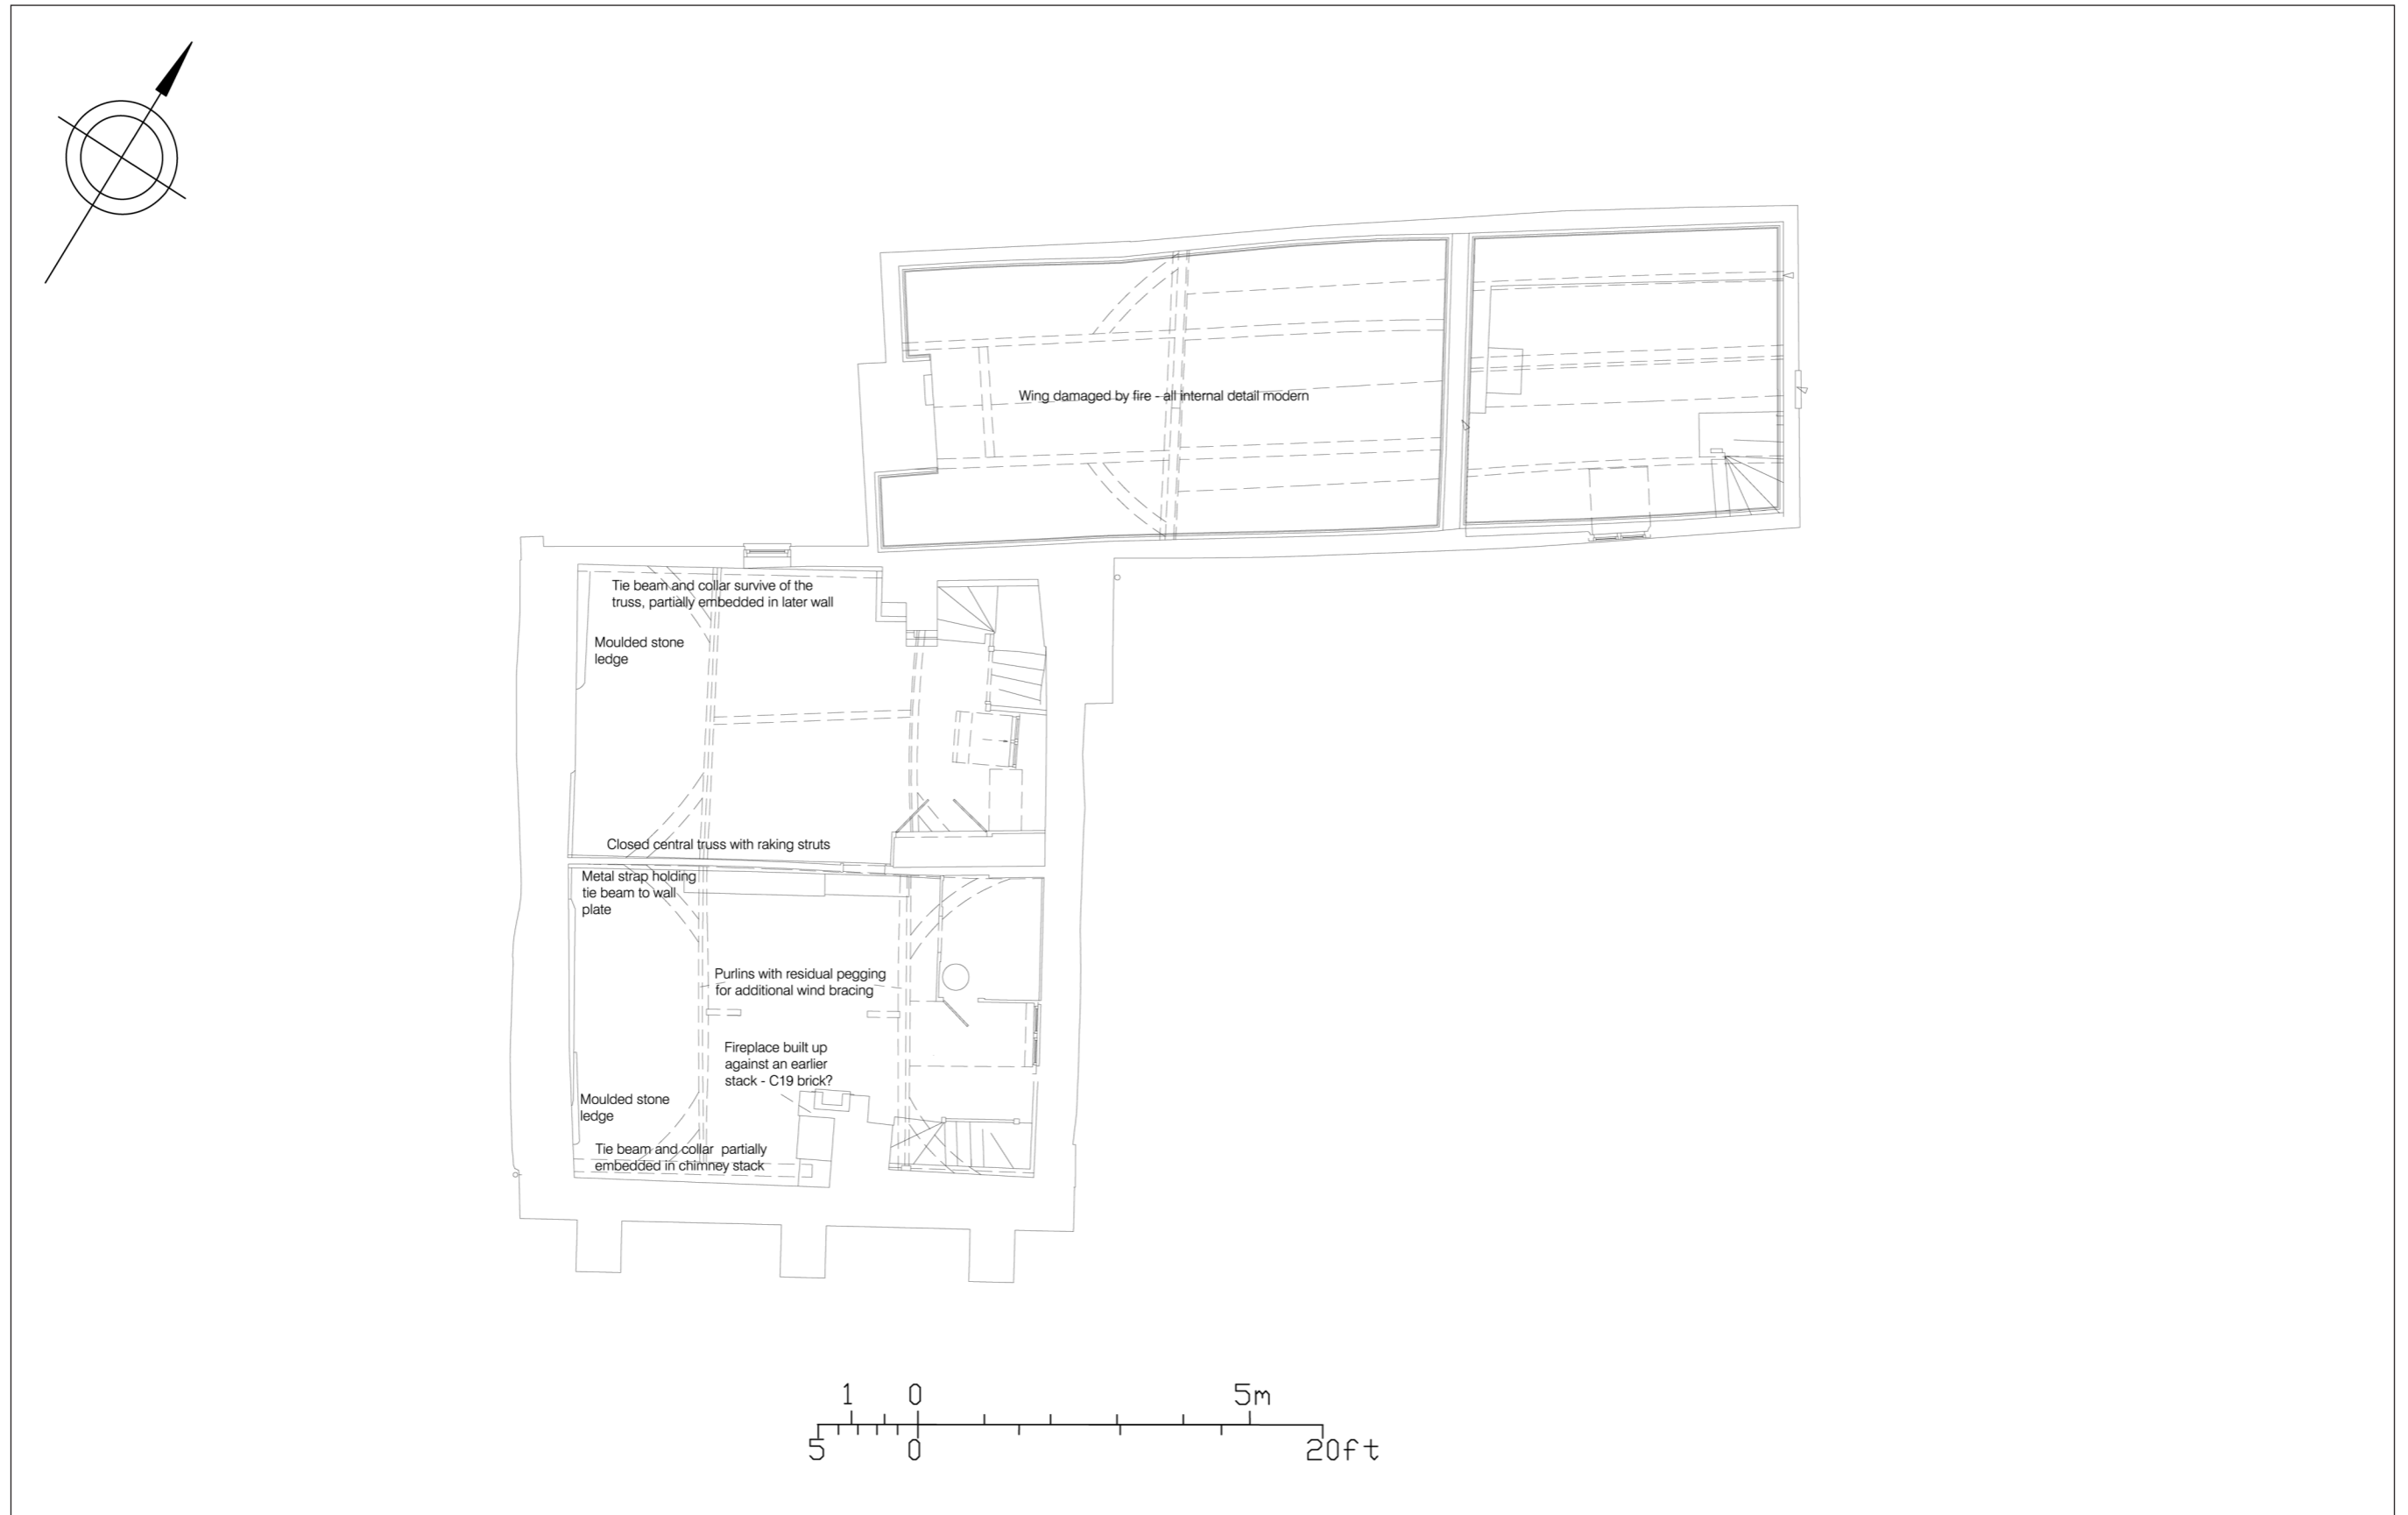 Wing damaged by fire - all internal detail modern
Tie beam and collar survive of the
truss, partially embedded in later wall
Moulded stone
ledge
Closed central truss with raking struts
Metal strap holding
tie beam to wall
plate
Purlins with residual pegging
for additional wind bracing
Fireplace built up
against an earlier
stack - C19 brick?
Moulded stone
ledge
Tie beam and collar partially
embedded in chimney stack
1 0 5m
5 0 20ft